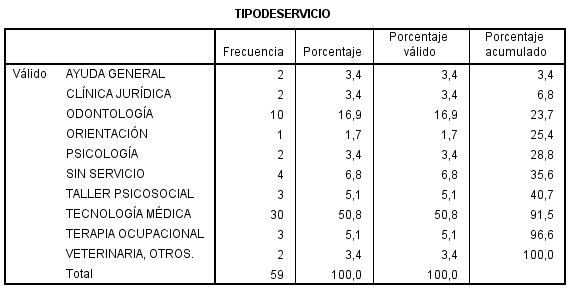 TIPODESERVICIO
Frecuencia Porcentaje Porcentaje válido Porcentaje acumulado
Válido AYUDA GENERAL 2 3,4 3,4 3,4
CLÍNICA JURÍDICA 2 3,4 3,4 6,8
ODONTOLOGÍA 10 16,9 16,9 23,7
ORIENTACIÓN 1 1,7 1,7 25,4
PSICOLOGÍA 2 3,4 3,4 28,8
SIN SERVICIO 4 6,8 6,8 35,6
TALLER PSICOSOCIAL 3 5,1 5,1 40,7
TECNOLOGÍA MÉDICA 30 50,8 50,8 91,5
TERAPIA OCUPACIONAL 3 5,1 5,1 96,6
VETERINARIA, OTROS. 2 3,4 3,4 100,0
Total 59 100,0 100,0